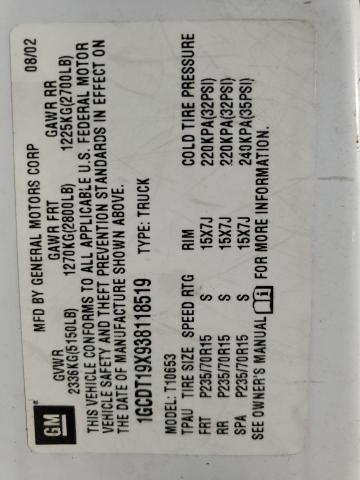 GM
MFD BY GENERAL MOTORS CORP 08/02
GVWR GAWR FRT GAWR RR
2336KG(5150LB) 1270KG(2800LB) 1225KG(2700LB)
THIS VEHICLE CONFORMS TO ALL APPLICABLE U.S. FEDERAL MOTOR
VEHICLE SAFETY AND THEFT PREVENTION STANDARDS IN EFFECT ON
THE DATE OF MANUFACTURE SHOWN ABOVE.
1GCDT19X938118519 TYPE: TRUCK
MODEL: T10653
TPAU TIRE SIZE SPEED RTG RIM COLD TIRE PRESSURE
FRT P235/70R15 S 15X7J 220KPA(32PSI)
RR P235/70R15 S 15X7J 220KPA(32PSI)
SPA P235/70R15 S 15X7J 240KPA(35PSI)
SEE OWNER'S MANUAL FOR MORE INFORMATION.